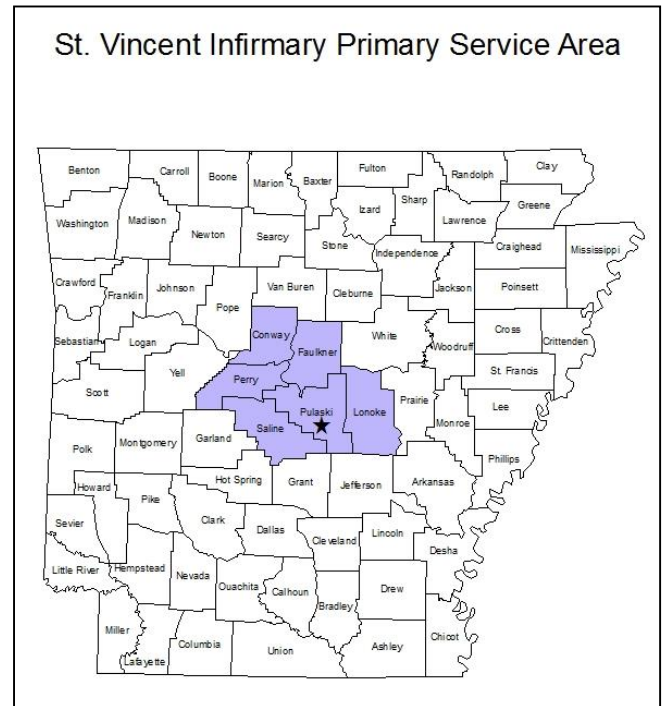 St. Vincent Infirmary Primary Service Area
Benton
Carroll
Boone
Marion
Baxter
Fulton
Randolph
Clay
Sharp
Izard
Greene
Lawrence
Washington
Madison
Newton
Searcy
Stone
Independence
Craighead
Mississippi
Crawford
Franklin
Johnson
Pope
Van Buren
Cleburne
Jackson
Poinsett
Sebastian
Logan
Conway
Faulkner
White
Woodruff
Cross
Crittenden
Yell
Perry
St. Francis
Scott
Pulaski
Lonoke
Prairie
Lee
Monroe
Polk
Montgomery
Garland
Saline
Phillips
Hot Spring
Grant
Jefferson
Arkansas
Howard
Pike
Sevier
Clark
Dallas
Cleveland
Lincoln
Desha
Little River
Hempstead
Nevada
Ouachita
Calhoun
Bradley
Drew
Miller
Lafayette
Columbia
Union
Ashley
Chicot